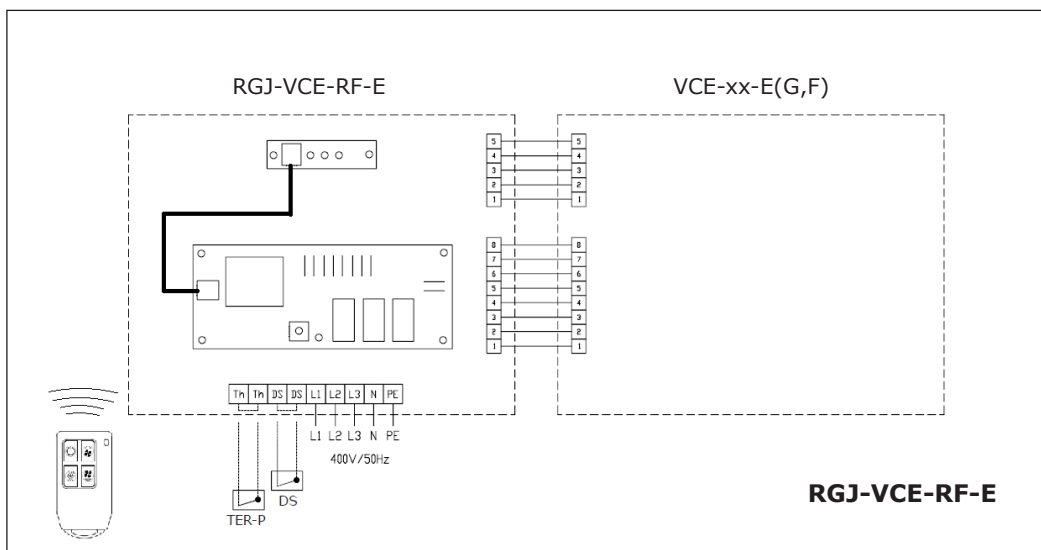 RGJ-VCE-RF-E
VCE-xx-E(G,F)
5 5
4 4
3 3
2 2
1 1
8 8
7 7
6 6
5 5
4 4
3 3
2 2
1 1
Th Th DS DS L1 L2 L3 N PE
L1 L2 L3 N PE
400V/50Hz
DS
TER-P
RGJ-VCE-RF-E